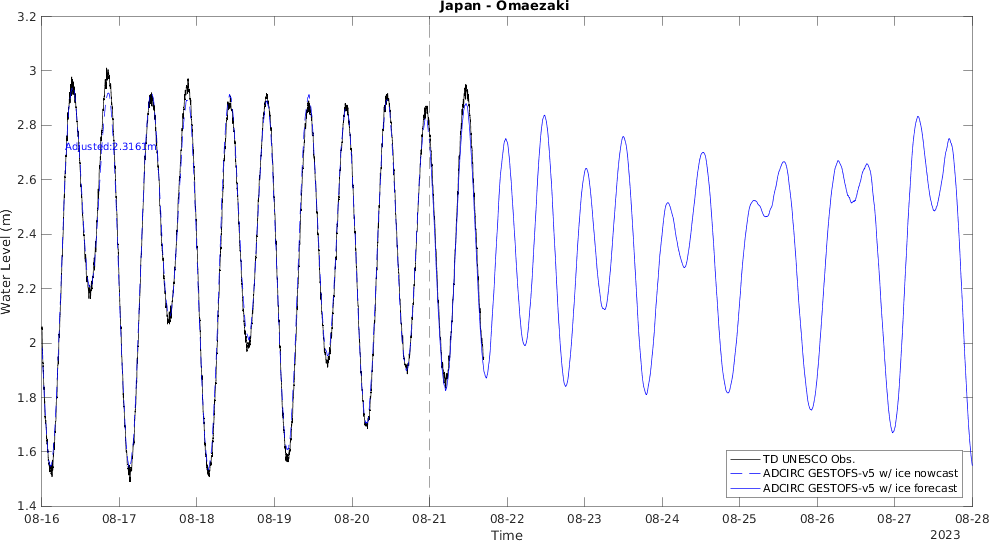 Japan - Omaezaki
3.2
3
2.8
2.6
2.4
2.2
2
1.8
1.6
1.4
Water Level (m)
Adjusted:2.3161m
TD UNESCO Obs.
ADCIRC GESTOFS-v5 w/ ice nowcast
ADCIRC GESTOFS-v5 w/ ice forecast
08-16 08-17 08-18 08-19 08-20 08-21 08-22 08-23 08-24 08-25 08-26 08-27 08-28
Time
2023